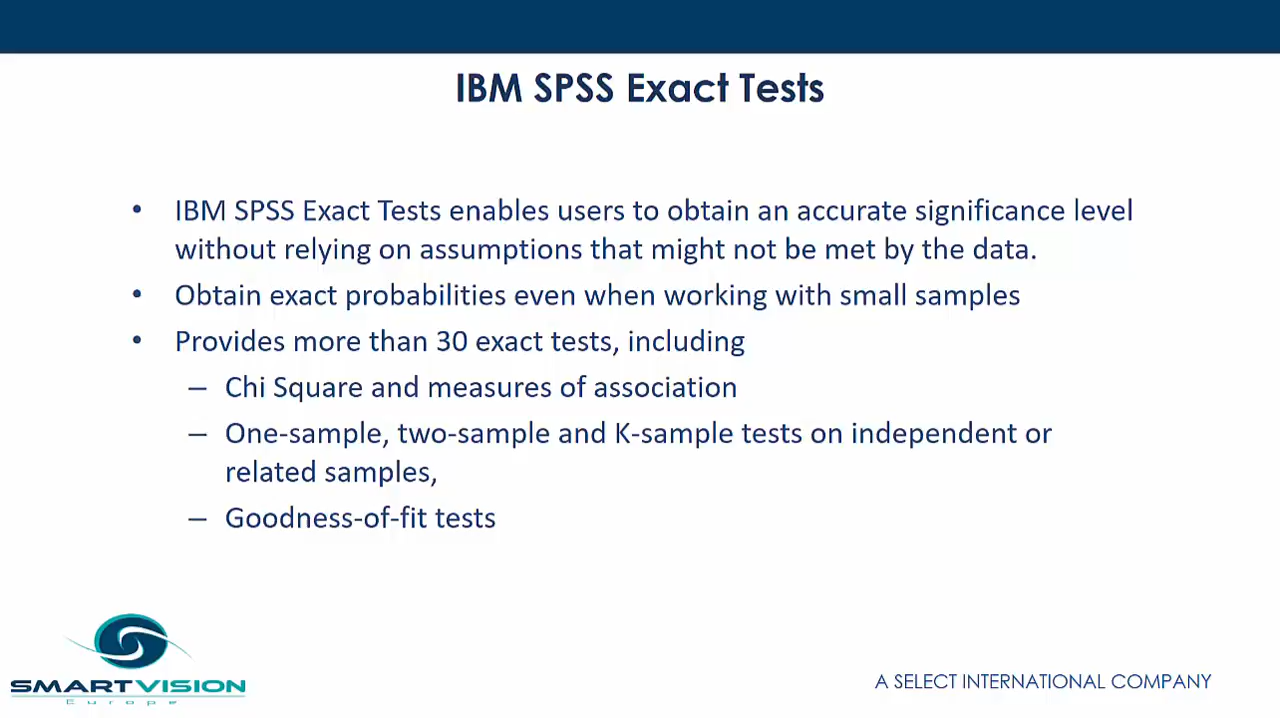 IBM SPSS Exact Tests
• IBM SPSS Exact Tests enables users to obtain an accurate significance level
without relying on assumptions that might not be met by the data.
• Obtain exact probabilities even when working with small samples
• Provides more than 30 exact tests, including
– Chi Square and measures of association
– One-sample, two-sample and K-sample tests on independent or
related samples,
– Goodness-of-fit tests
SMARTVISION
Europe
A SELECT INTERNATIONAL COMPANY